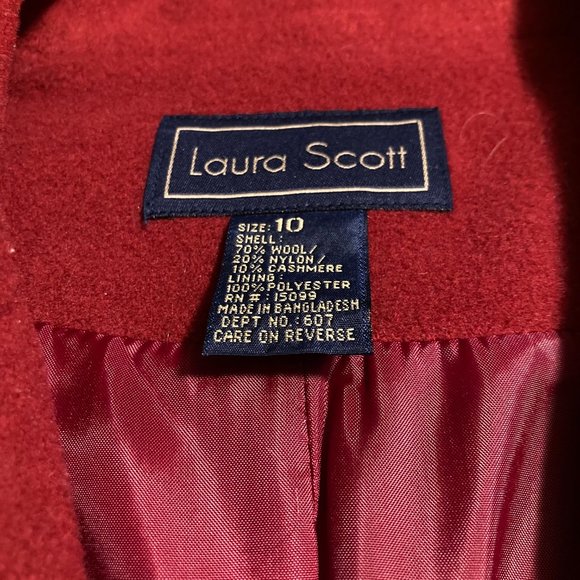 Laura Scott
SIZE: 10
SHELL:
70% WOOL/
20% NYLON/
10% CASHMERE
LINING:
100% POLYESTER
RN #: 15099
MADE IN BANGLADESH
DEPT NO.: 607
CARE ON REVERSE